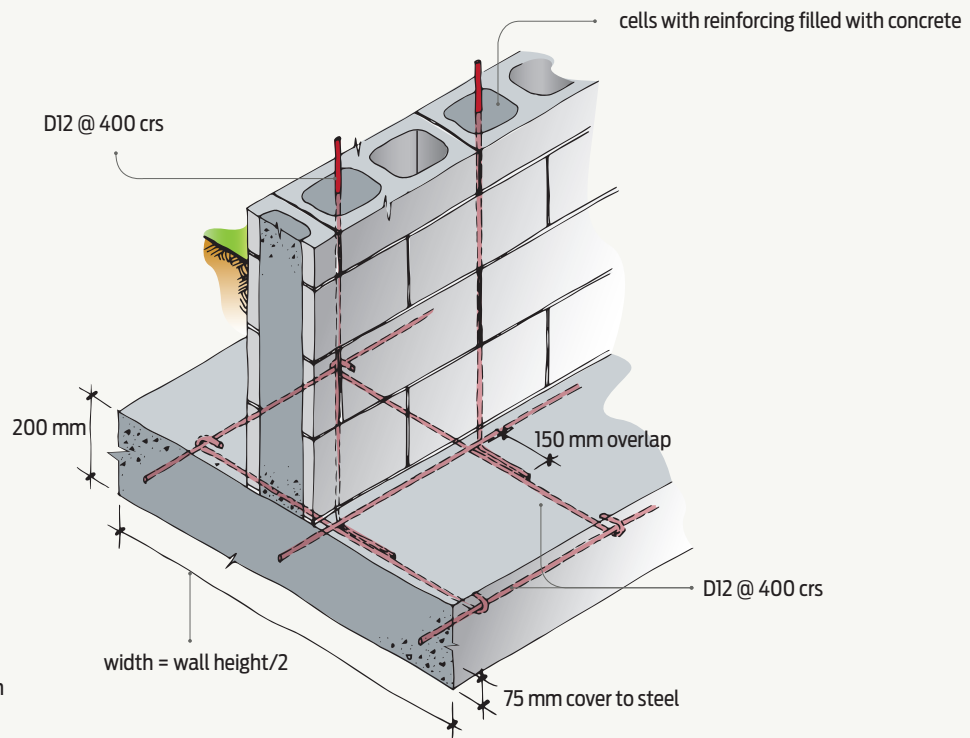 cells with reinforcing filled with concrete
D12 @ 400 crs
200 mm
150 mm overlap
D12 @ 400 crs
width = wall height/2
75 mm cover to steel